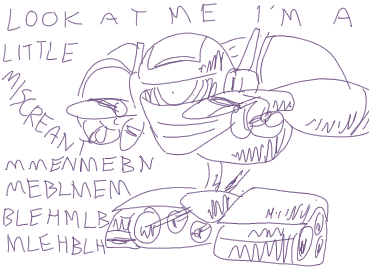 LOOK AT ME I'M A
LITTLE
MISCREANT
MMENMEBN
MEBLMEM
BLEHMLB
MLEHBLH